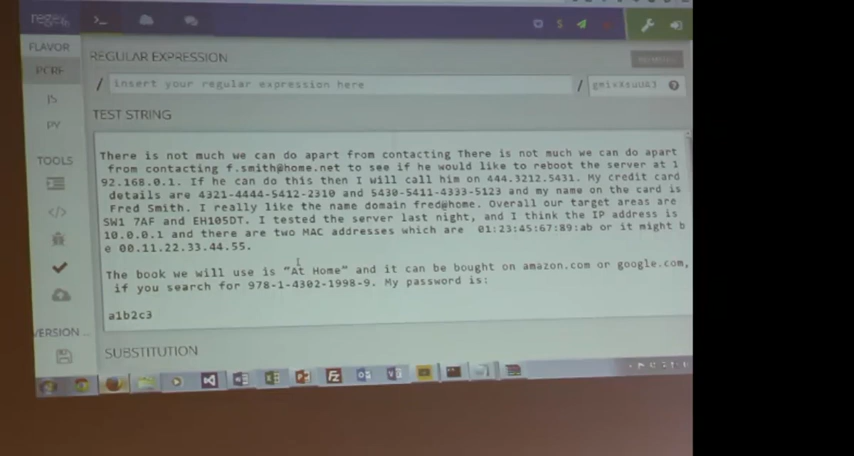 regex
FLAVOR
REGULAR EXPRESSION
PCRE
/ insert your regular expression here / gmixXsuUAJ ?
JS
TEST STRING
PY
There is not much we can do apart from contacting There is not much we can do apart
from contacting f.smith@home.net to see if he would like to reboot the server at 1
92.168.0.1. If he can do this then I will call him on 444.3212.5431. My credit card
details are 4321-4444-5412-2310 and 5430-5411-4333-5123 and my name on the card is
Fred Smith. I really like the name domain fred@home. Overall our target areas are
SW1 7AF and EH105DT. I tested the server last night, and I think the IP address is
10.0.0.1 and there are two MAC addresses which are 01:23:45:67:89:ab or it might b
e 00.11.22.33.44.55.
TOOLS
The book we will use is "At Home" and it can be bought on amazon.com or google.com,
if you search for 978-1-4302-1998-9. My password is:
a1b2c3
VERSION ...
SUBSTITUTION